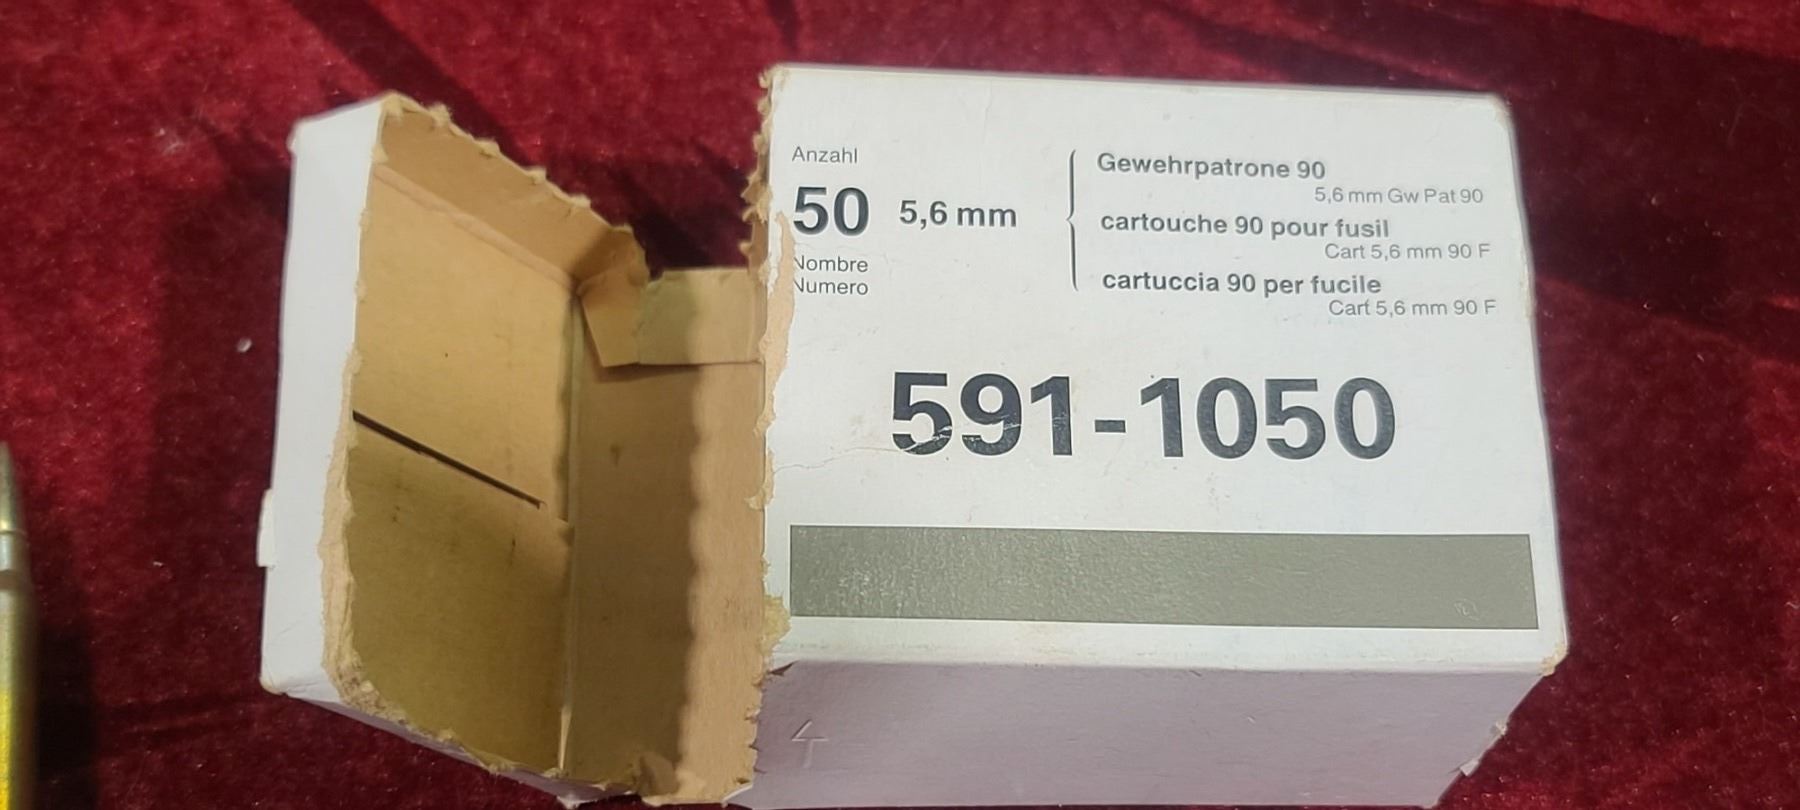 Anzahl
50 5,6 mm
Nombre
Numero
Gewehrpatrone 90
5,6 mm Gw Pat 90
cartouche 90 pour fusil
Cart 5,6 mm 90 F
cartuccia 90 per fucile
Cart 5,6 mm 90 F
591-1050